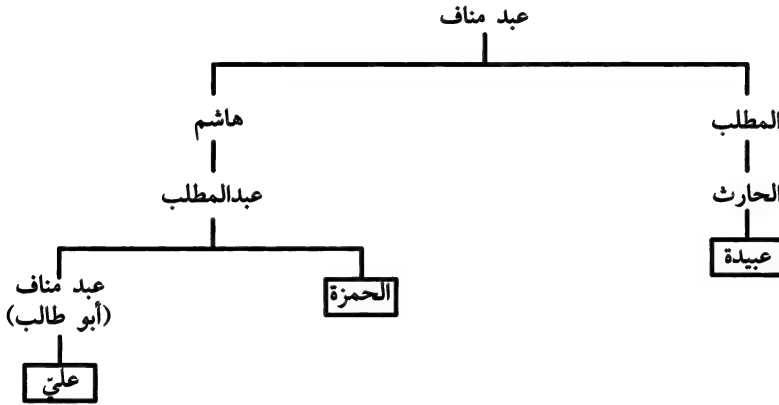 عبد مناف
المطلب
هاشم
الحارث
عبدالمطلب
عبيدة
الحمزة
عبد مناف
(أبو طالب)
عليّ